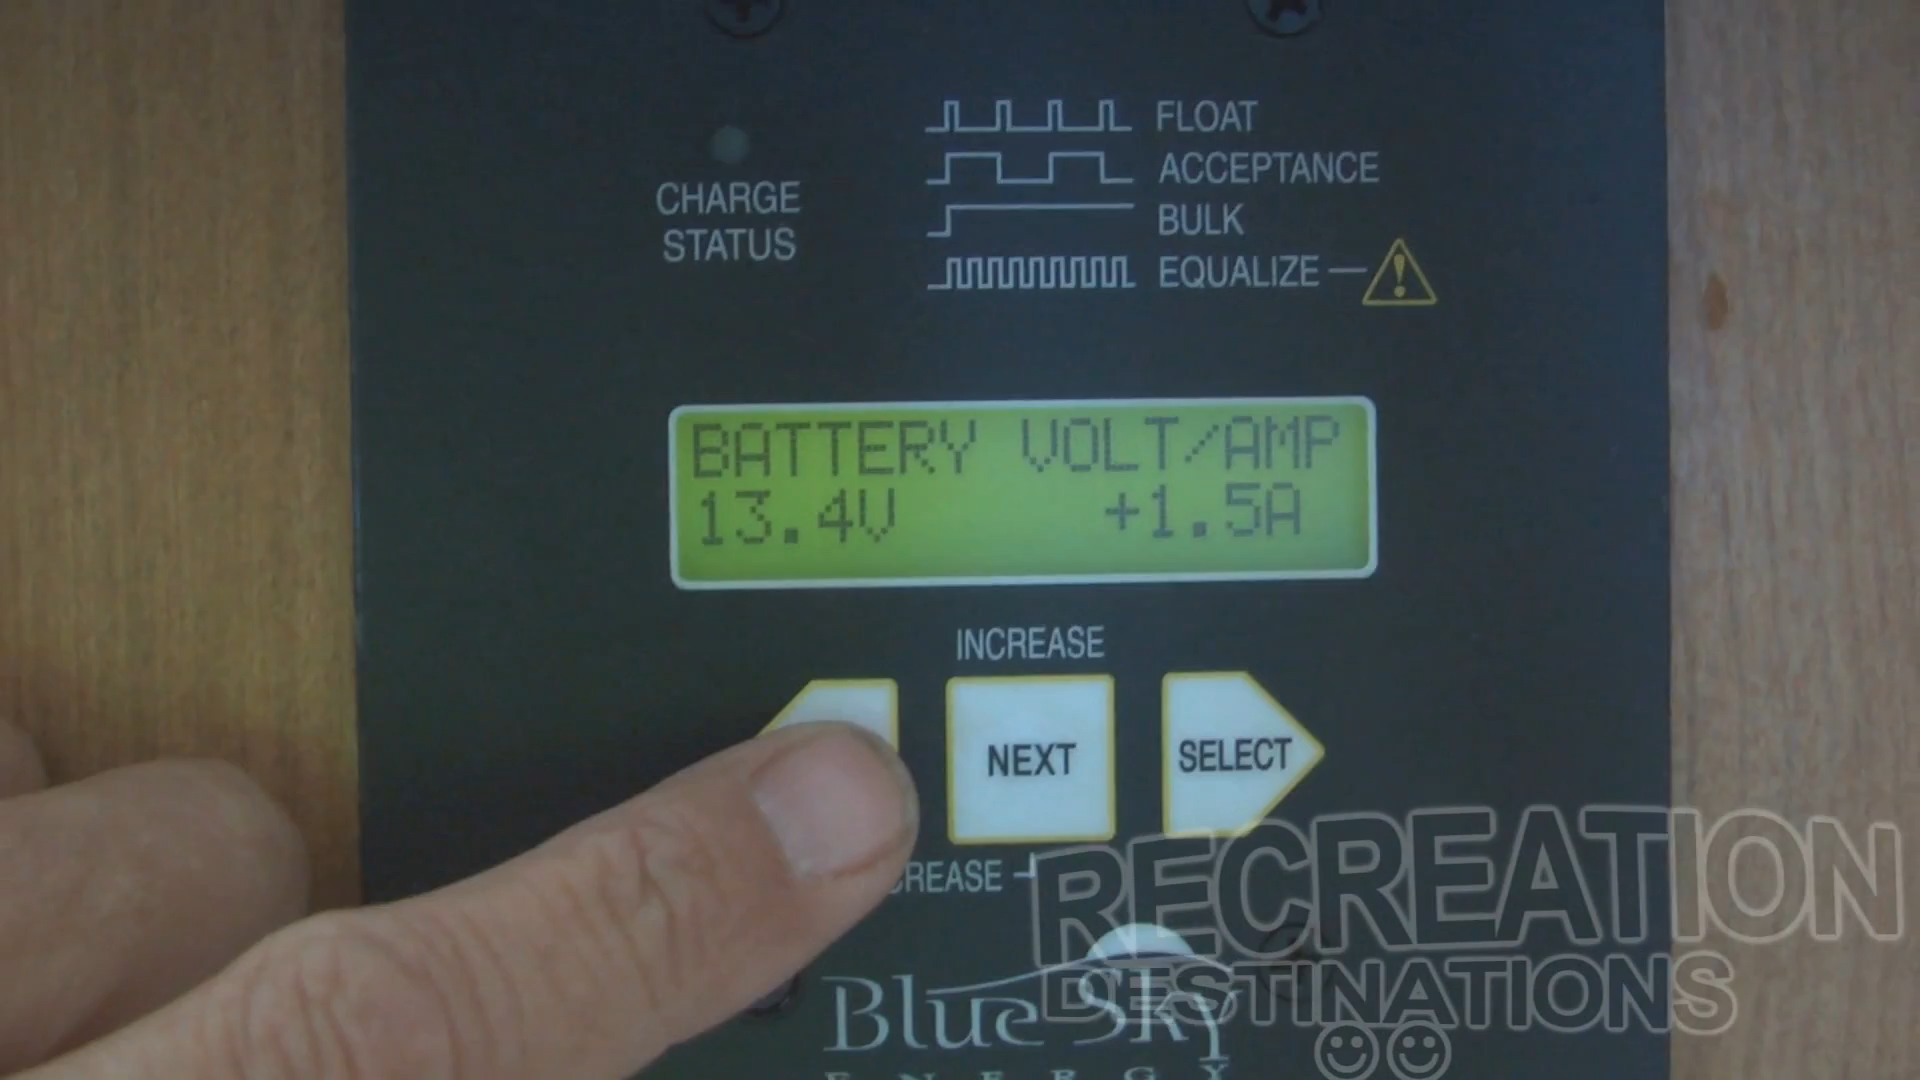 FLOAT
ACCEPTANCE
CHARGE
STATUS
BULK
EQUALIZE
BATTERY VOLT/AMP
13.4V +1.5A
INCREASE
NEXT
SELECT
RECREATION
DESTINATIONS
Blue Sky
ENERGY